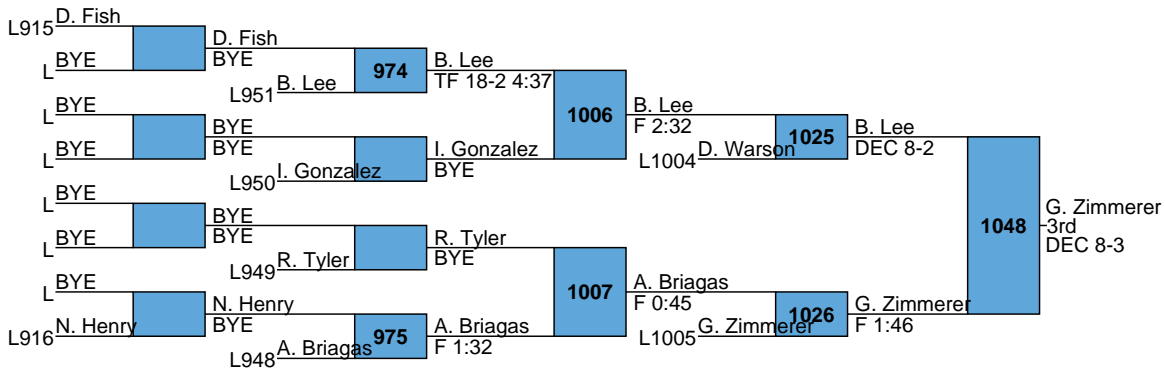 L915 D. Fish
L BYE
D. Fish
BYE
974
L951 B. Lee
B. Lee
TF 18-2 4:37
L BYE
L BYE
BYE
BYE
L950 I. Gonzalez
I. Gonzalez
BYE
1006
B. Lee
F 2:32
L1004 D. Warson
1025
B. Lee
DEC 8-2
L BYE
L BYE
BYE
BYE
L949 R. Tyler
R. Tyler
BYE
L BYE
L916 N. Henry
N. Henry
BYE
975
L948 A. Briagas
A. Briagas
F 1:32
1007
A. Briagas
F 0:45
L1005 G. Zimmerer
1026
G. Zimmerer
F 1:46
1048
G. Zimmerer
3rd
DEC 8-3